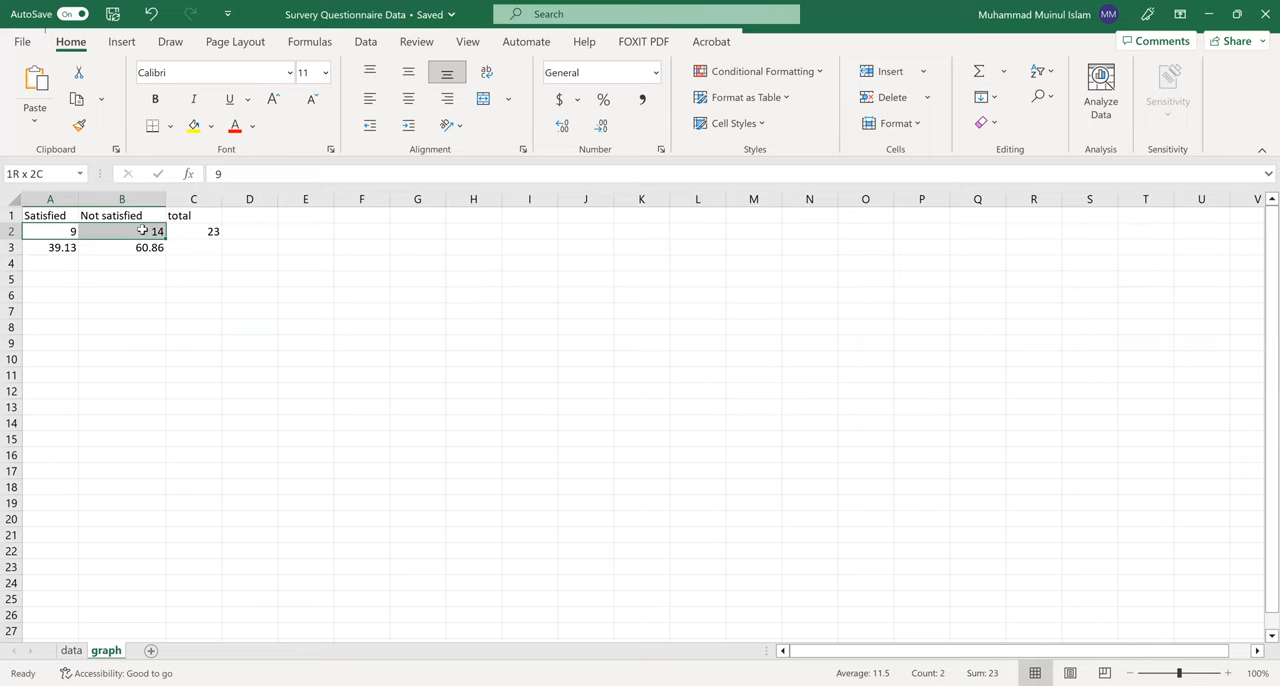 AutoSave On Survery Questionnaire Data • Saved Search Muhammad Muinul Islam MM
File Home Insert Draw Page Layout Formulas Data Review View Automate Help FOXIT PDF Acrobat Comments Share
Calibri 11 General Conditional Formatting Insert
Paste B I U A A $ % Format as Table Delete Analyze Data Sensitivity
A Cell Styles Format
Clipboard Font Alignment Number Styles Cells Editing Analysis Sensitivity
1R x 2C fx 9
A B C D E F G H I J K L M N O P Q R S T U V
1 Satisfied Not satisfied total
2 9 14 23
3 39.13 60.86
4
5
6
7
8
9
10
11
12
13
14
15
16
17
18
19
20
21
22
23
24
25
26
27
data graph
Ready Accessibility: Good to go Average: 11.5 Count: 2 Sum: 23 100%